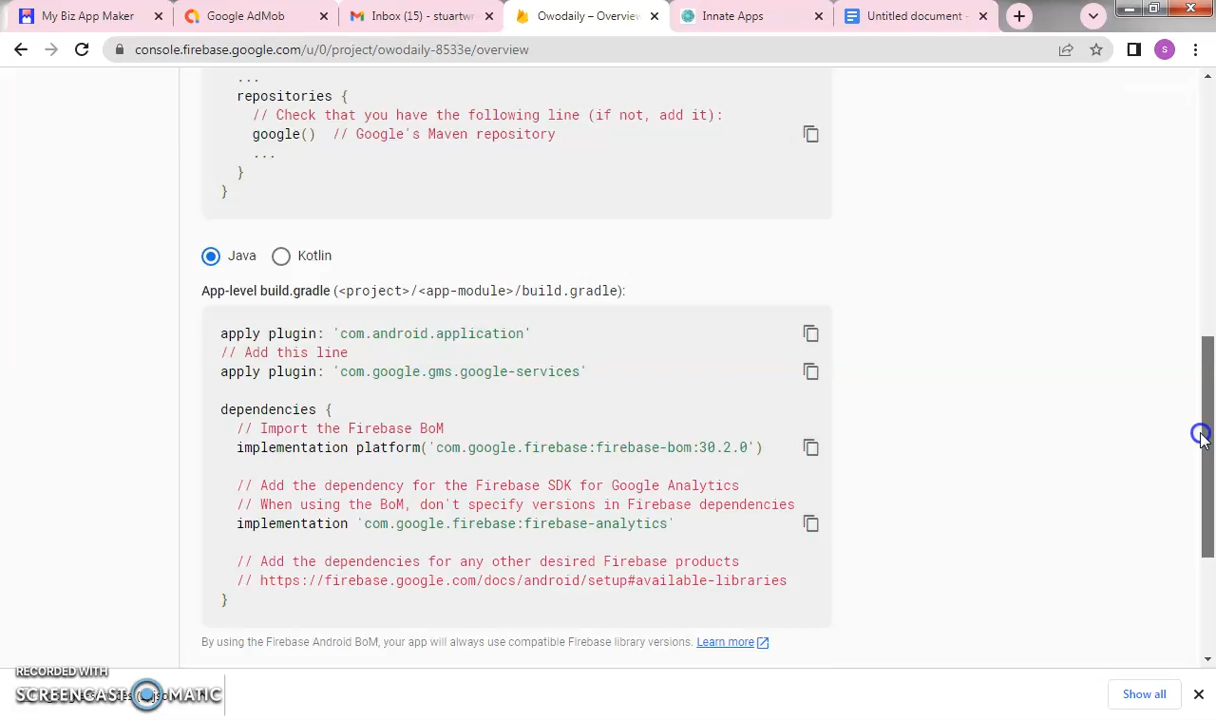 My Biz App Maker
Google AdMob
Inbox (15) - stuartwr
Owodaily – Overview
Innate Apps
Untitled document -
console.firebase.google.com/u/0/project/owodaily-8533e/overview
S
...
repositories {
// Check that you have the following line (if not, add it):
google()  // Google's Maven repository
...
}
}
Java
Kotlin
App-level build.gradle (<project>/<app-module>/build.gradle):
apply plugin: 'com.android.application'
// Add this line
apply plugin: 'com.google.gms.google-services'
dependencies {
// Import the Firebase BoM
implementation platform('com.google.firebase:firebase-bom:30.2.0')
// Add the dependency for the Firebase SDK for Google Analytics
// When using the BoM, don't specify versions in Firebase dependencies
implementation 'com.google.firebase:firebase-analytics'
// Add the dependencies for any other desired Firebase products
// https://firebase.google.com/docs/android/setup#available-libraries
}
By using the Firebase Android BoM, your app will always use compatible Firebase library versions. Learn more
RECORDED WITH
SCREENCAST MATIC
Show all